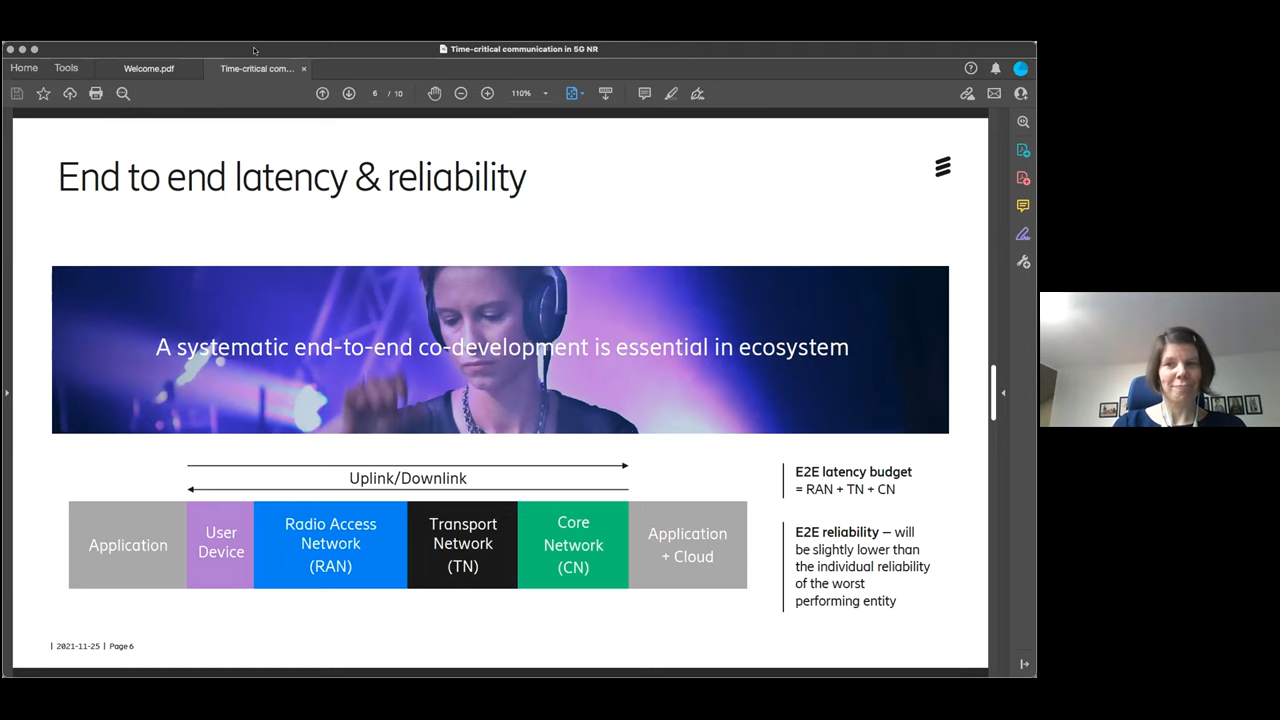 Time-critical communication in 5G NR
Home Tools Welcome.pdf Time-critical com... ×
6 / 10 110%
End to end latency & reliability
A systematic end-to-end co-development is essential in ecosystem
Uplink/Downlink
Application
User
Device
Radio Access
Network
(RAN)
Transport
Network
(TN)
Core
Network
(CN)
Application
+ Cloud
E2E latency budget
= RAN + TN + CN
E2E reliability – will
be slightly lower than
the individual reliability
of the worst
performing entity
| 2021-11-25 | Page 6